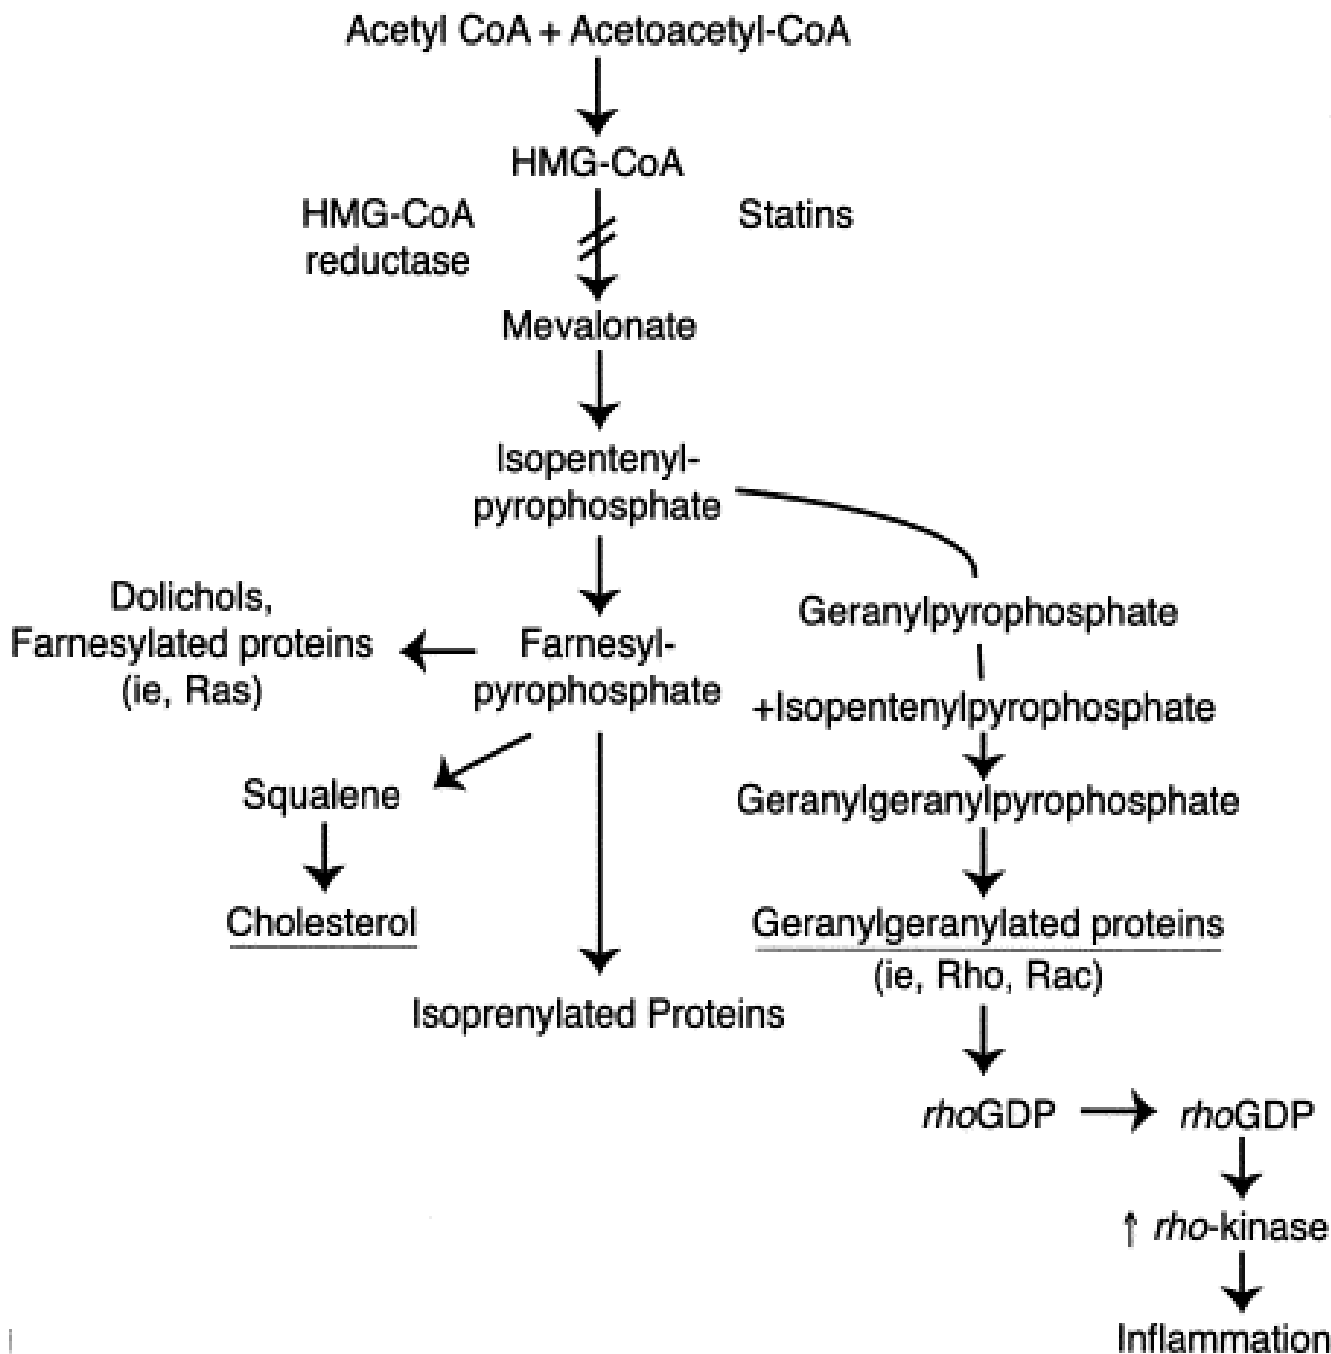 Acetyl CoA + Acetoacetyl-CoA
HMG-CoA
HMG-CoA
reductase
Statins
Mevalonate
Isopentenyl-
pyrophosphate
Dolichols,
Farnesylated proteins
(ie, Ras)
Farnesyl-
pyrophosphate
Geranylpyrophosphate
+Isopentenylpyrophosphate
Squalene
Geranylgeranylpyrophosphate
Cholesterol
Geranylgeranylated proteins
(ie, Rho, Rac)
Isoprenylated Proteins
rhoGDP
rhoGDP
↑ rho-kinase
Inflammation